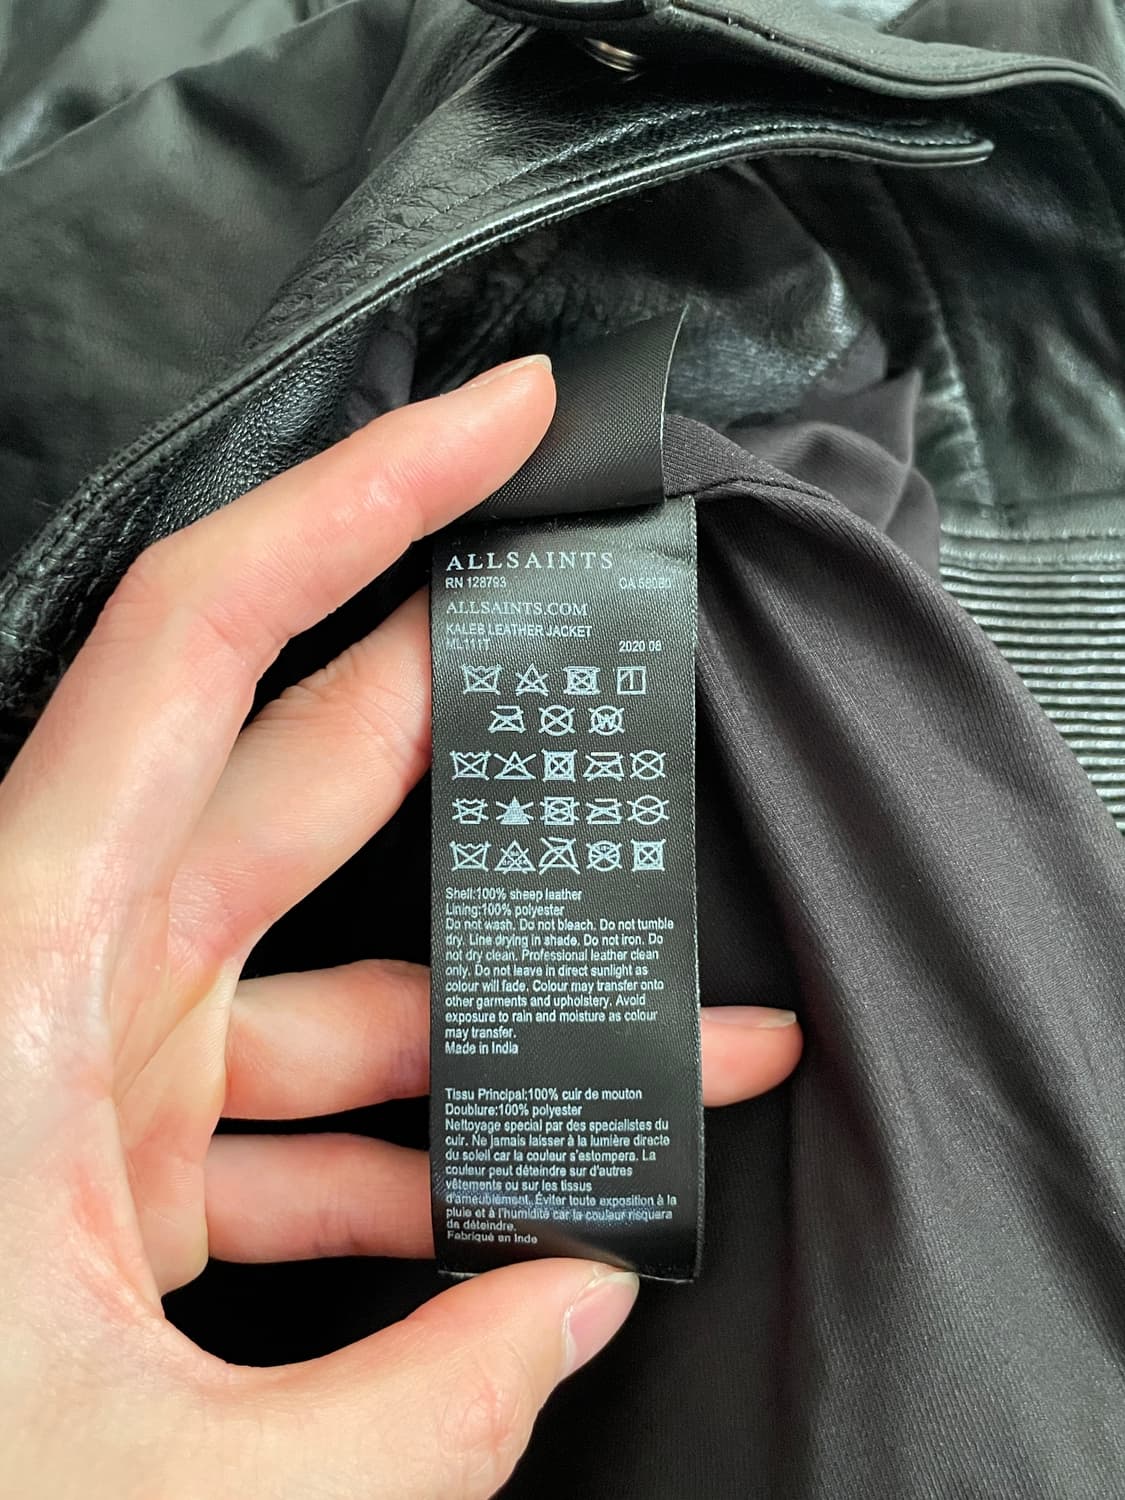 ALLSAINTS
RN 128793
ALLSAINTS.COM
KALEB LEATHER JACKET
2020 08
W
Shell:100% sheep leather
Lining:100% polyester
Do not wash. Do not bleach. Do not tumble
dry. Line drying in shade. Do not iron. Do
not dry clean. Professional leather clean
only. Do not leave in direct sunlight as
colour will fade. Colour may transfer onto
other garments and upholstery. Avoid
exposure to rain and moisture as colour
may transfer.
Made in India
Tissu Principal:100% cuir de mouton
Doublure:100% polyester
Nettoyage special par des specialistes du
cuir. Ne jamais laisser à la lumière directe
du soleil car la couleur s'estompera. La
couleur peut déteindre sur d'autres
vêtements ou sur les tissus
d'ameublement. Éviter toute exposition à la
pluie et à l'humidité car la couleur risquera
de déteindre.
Fabriqué en Inde